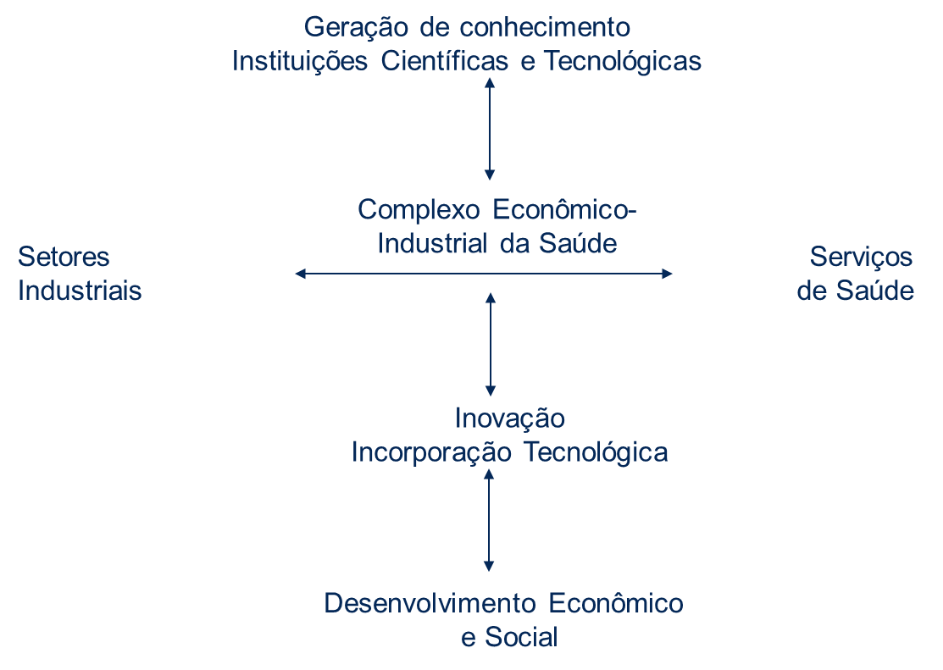 Geração de conhecimento
Instituições Científicas e Tecnológicas
Complexo Econômico-
Industrial da Saúde
Setores
Industriais
Serviços
de Saúde
Inovação
Incorporação Tecnológica
Desenvolvimento Econômico
e Social